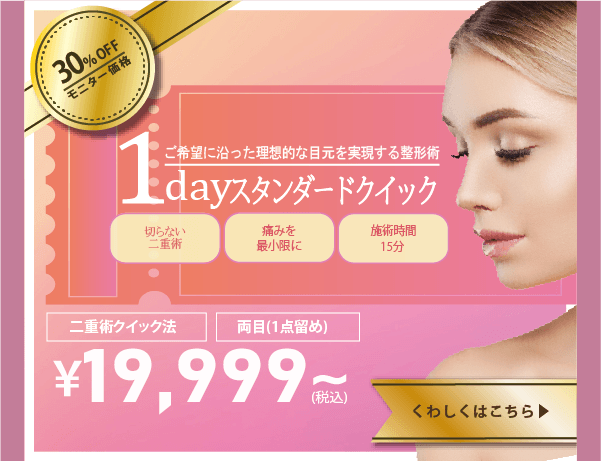 30%OFF
モニター価格
ご希望に沿った理想的な目元を実現する整形術
1dayスタンダードクイック
切らない
二重術
痛みを
最小限に
施術時間
15分
二重術クイック法
両目(1点留め)
¥19,999~
(税込)
くわしくはこちら▶